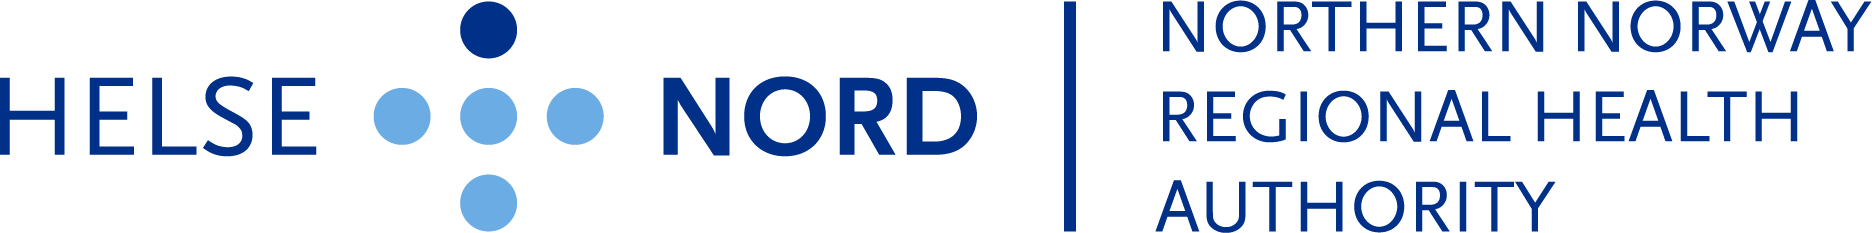 HELSE NORD
NORTHERN NORWAY
REGIONAL HEALTH
AUTHORITY